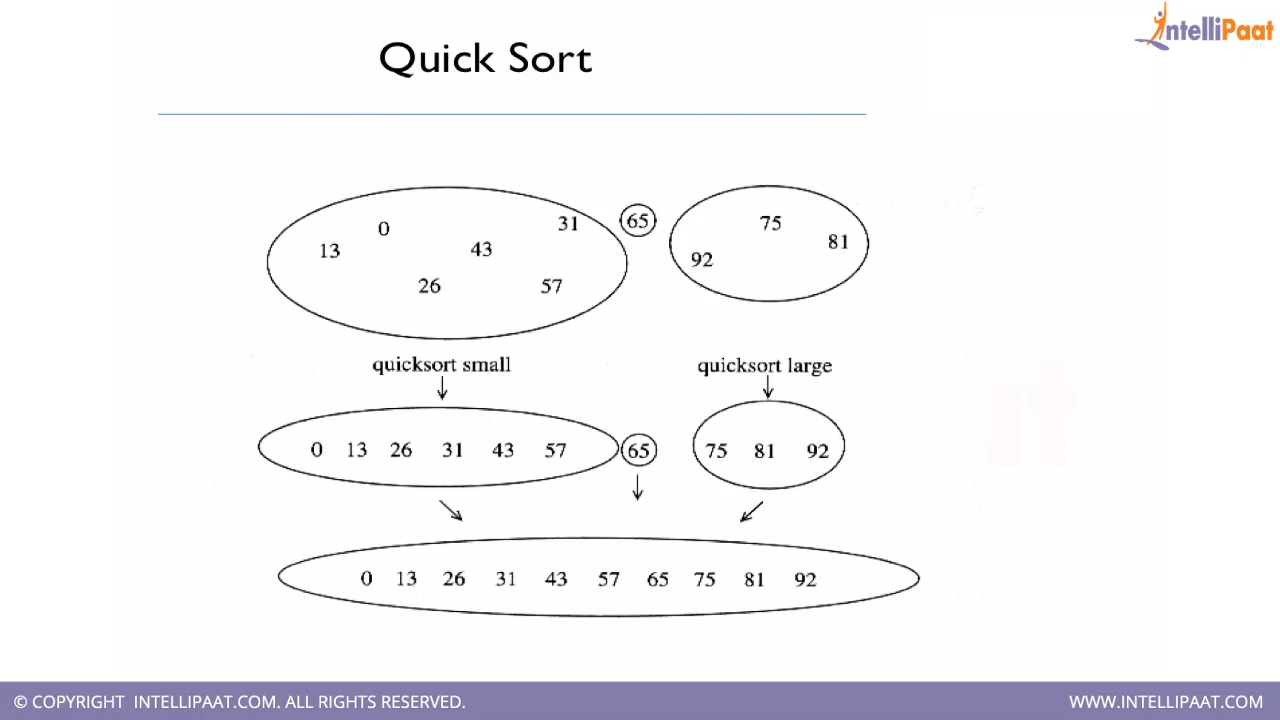 IntelliPaat
Quick Sort
0 31 65 75
13 43 81
92
26 57
quicksort small quicksort large
0 13 26 31 43 57 65 75 81 92
0 13 26 31 43 57 65 75 81 92
© COPYRIGHT INTELLIPAAT.COM. ALL RIGHTS RESERVED. WWW.INTELLIPAAT.COM